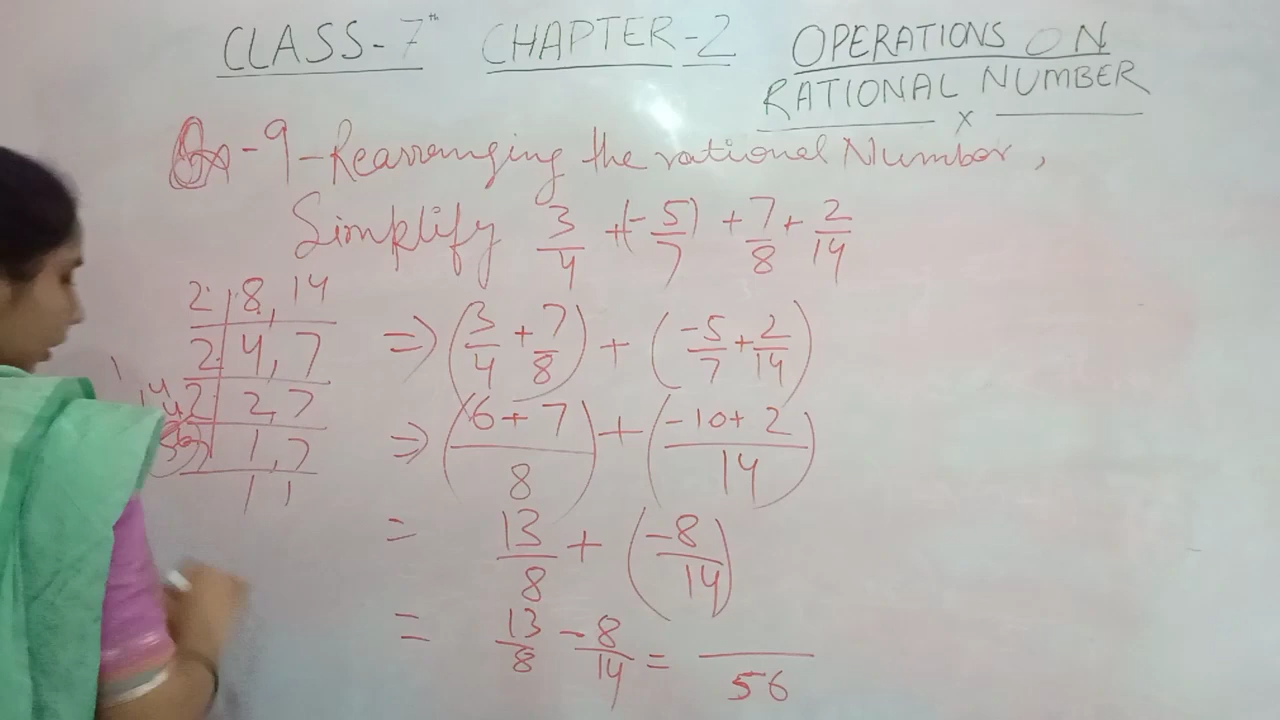 CLASS-7th CHAPTER-2 OPERATIONS ON
RATIONAL NUMBER
x
Ex-9-Rearranging the rational Number,
Simplify 3/4 +(-5/7) + 7/8 + 2/14
2 | 8, 14
2 | 4, 7
2 | 2, 7
7 | 1, 7
1 1
56
⇒ (3/4 + 7/8) + (-5/7 + 2/14)
⇒ (6+7/8) + (-10+2/14)
= 13/8 + (-8/14)
= 13/8 - 8/14 = /56